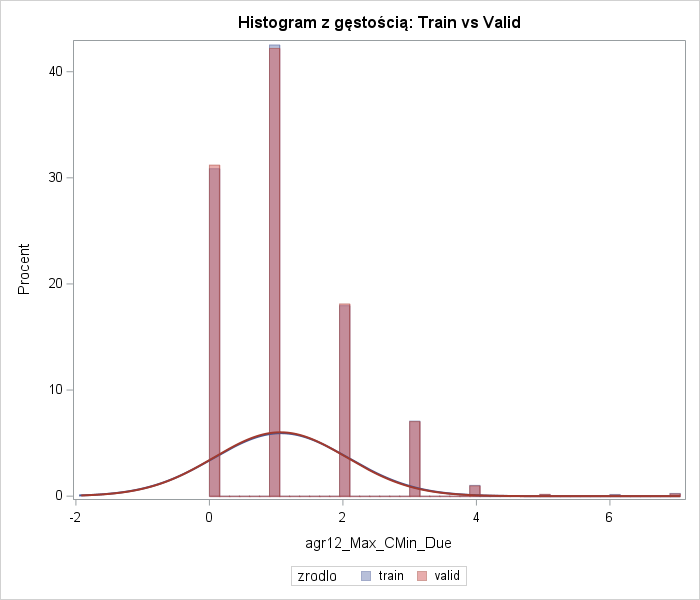 Histogram z gęstością: Train vs Valid
Procent
40
30
20
10
0
-2 0 2 4 6
agr12_Max_CMin_Due
zrodlo train valid